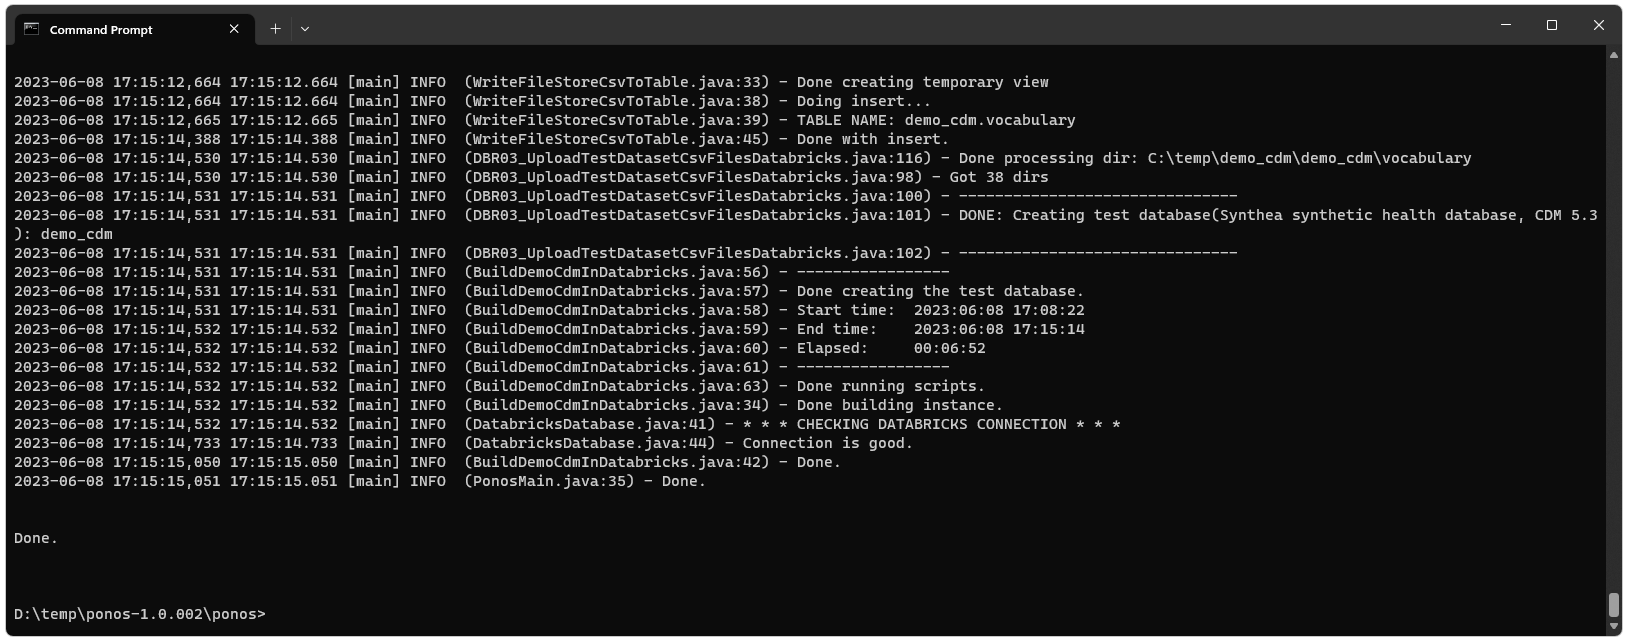 Command Prompt
2023-06-08 17:15:12,664 17:15:12.664 [main] INFO  (WriteFileStoreCsvToTable.java:33) - Done creating temporary view
2023-06-08 17:15:12,664 17:15:12.664 [main] INFO  (WriteFileStoreCsvToTable.java:38) - Doing insert...
2023-06-08 17:15:12,665 17:15:12.665 [main] INFO  (WriteFileStoreCsvToTable.java:39) - TABLE NAME: demo_cdm.vocabulary
2023-06-08 17:15:14,388 17:15:14.388 [main] INFO  (WriteFileStoreCsvToTable.java:45) - Done with insert.
2023-06-08 17:15:14,530 17:15:14.530 [main] INFO  (DBR03_UploadTestDatasetCsvFilesDatabricks.java:116) - Done processing dir: C:\temp\demo_cdm\demo_cdm\vocabulary
2023-06-08 17:15:14,530 17:15:14.530 [main] INFO  (DBR03_UploadTestDatasetCsvFilesDatabricks.java:98) - Got 38 dirs
2023-06-08 17:15:14,531 17:15:14.531 [main] INFO  (DBR03_UploadTestDatasetCsvFilesDatabricks.java:100) - -------------------------------
2023-06-08 17:15:14,531 17:15:14.531 [main] INFO  (DBR03_UploadTestDatasetCsvFilesDatabricks.java:101) - DONE: Creating test database(Synthea synthetic health database, CDM 5.3
): demo_cdm
2023-06-08 17:15:14,531 17:15:14.531 [main] INFO  (DBR03_UploadTestDatasetCsvFilesDatabricks.java:102) - -------------------------------
2023-06-08 17:15:14,531 17:15:14.531 [main] INFO  (BuildDemoCdmInDatabricks.java:56) - -----------------
2023-06-08 17:15:14,531 17:15:14.531 [main] INFO  (BuildDemoCdmInDatabricks.java:57) - Done creating the test database.
2023-06-08 17:15:14,531 17:15:14.531 [main] INFO  (BuildDemoCdmInDatabricks.java:58) - Start time:  2023:06:08 17:08:22
2023-06-08 17:15:14,532 17:15:14.532 [main] INFO  (BuildDemoCdmInDatabricks.java:59) - End time:    2023:06:08 17:15:14
2023-06-08 17:15:14,532 17:15:14.532 [main] INFO  (BuildDemoCdmInDatabricks.java:60) - Elapsed:     00:06:52
2023-06-08 17:15:14,532 17:15:14.532 [main] INFO  (BuildDemoCdmInDatabricks.java:61) - -----------------
2023-06-08 17:15:14,532 17:15:14.532 [main] INFO  (BuildDemoCdmInDatabricks.java:63) - Done running scripts.
2023-06-08 17:15:14,532 17:15:14.532 [main] INFO  (BuildDemoCdmInDatabricks.java:34) - Done building instance.
2023-06-08 17:15:14,532 17:15:14.532 [main] INFO  (DatabricksDatabase.java:41) - * * * CHECKING DATABRICKS CONNECTION * * *
2023-06-08 17:15:14,733 17:15:14.733 [main] INFO  (DatabricksDatabase.java:44) - Connection is good.
2023-06-08 17:15:15,050 17:15:15.050 [main] INFO  (BuildDemoCdmInDatabricks.java:42) - Done.
2023-06-08 17:15:15,051 17:15:15.051 [main] INFO  (PonosMain.java:35) - Done.
Done.
D:\temp\ponos-1.0.002\ponos>